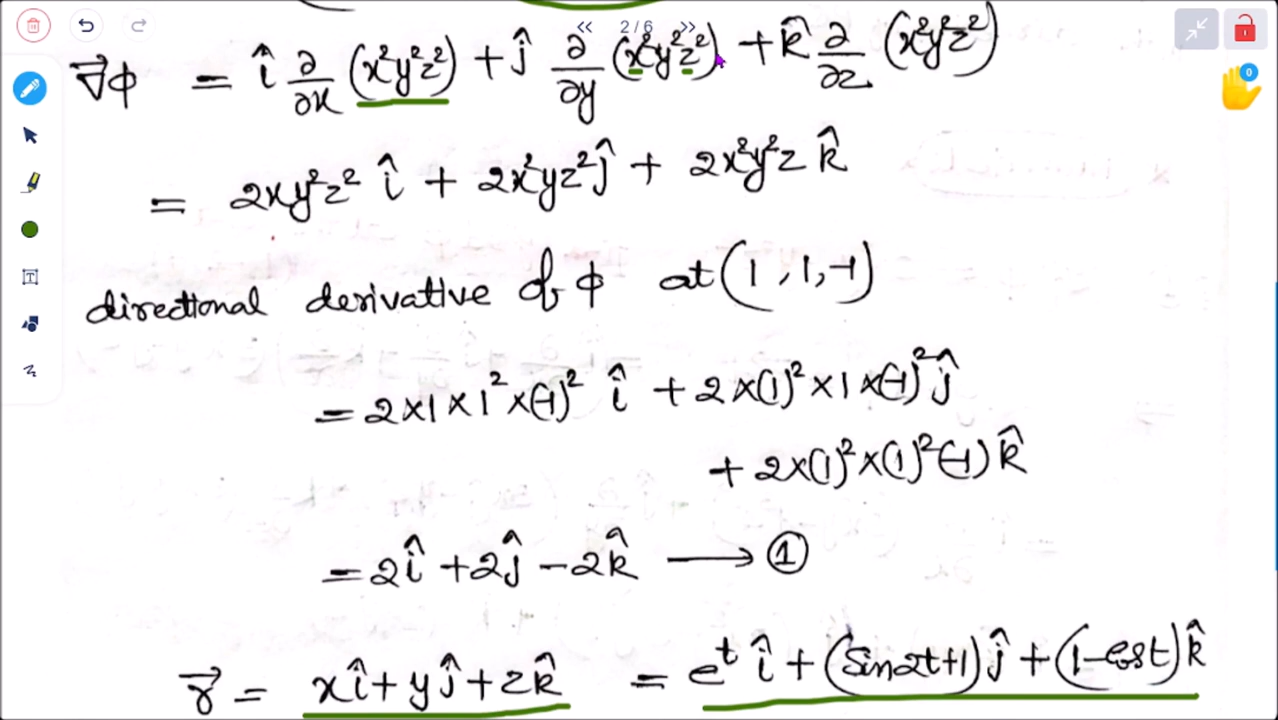 2/6
0
∇⃗ϕ = î ∂/∂x (x²y²z²) + ĵ ∂/∂y (x²y²z²) + k̂ ∂/∂z (x²y²z²)
= 2xy²z² î + 2x²yz² ĵ + 2x²y²z k̂
directional derivative of ϕ at (1, 1, -1)
= 2×1×1²×(-1)² î + 2×(1)²×1×(-1)² ĵ
+ 2×(1)²×(1)²(-1) k̂
= 2î + 2ĵ - 2k̂ ⟶ ①
r⃗ = xî + yĵ + zk̂ = eᵗ î + (sin2t+1) ĵ + (1-cost) k̂